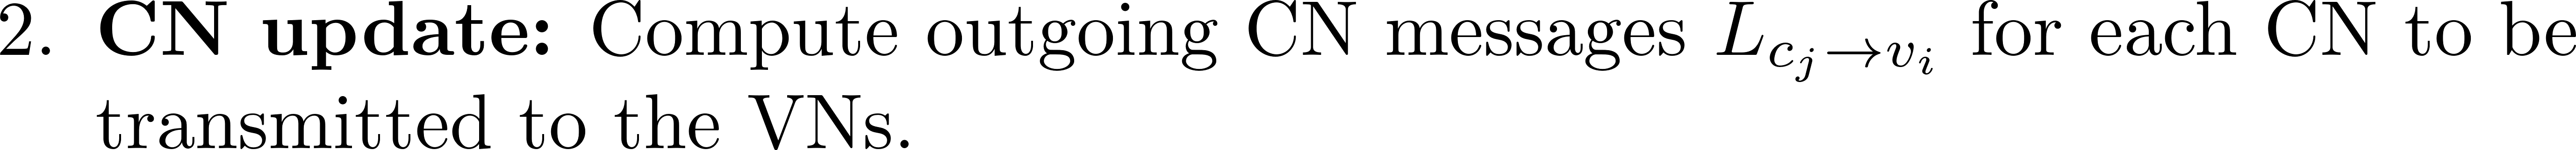 2. CN update: Compute outgoing CN messages $L_{c_j \rightarrow v_i}$ for each CN to be
transmitted to the VNs.